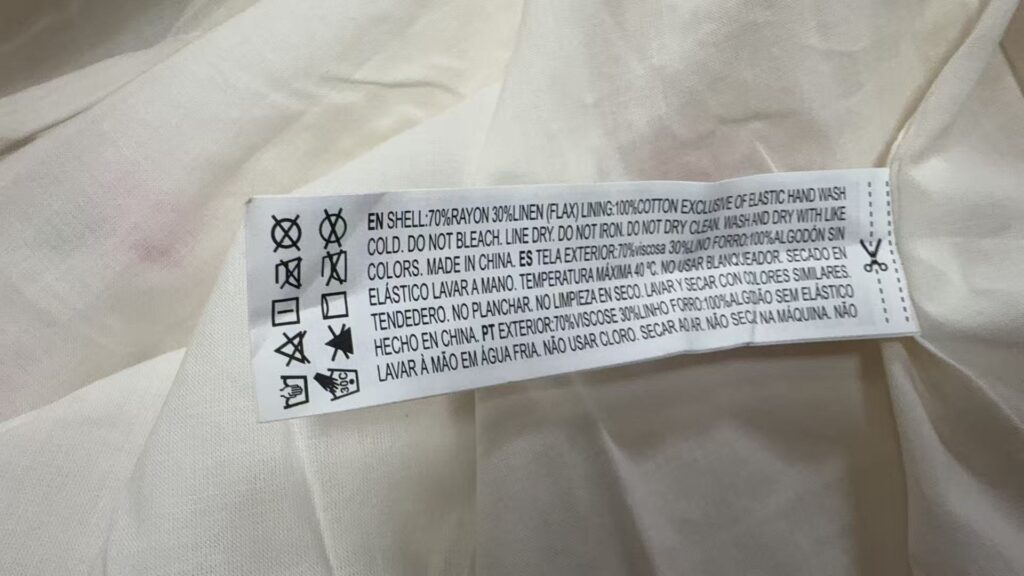 EN SHELL:70%RAYON 30%LINEN (FLAX) LINING:100%COTTON EXCLUSIVE OF ELASTIC HAND WASH
COLD. DO NOT BLEACH. LINE DRY. DO NOT IRON. DO NOT DRY CLEAN. WASH AND DRY WITH LIKE
COLORS. MADE IN CHINA. ES TELA EXTERIOR:70%viscosa 30%LINO FORRO:100%ALGODÓN SIN
ELÁSTICO LAVAR A MANO. TEMPERATURA MÁXIMA 40 °C. NO USAR BLANQUEADOR. SECADO EN
TENDEDERO. NO PLANCHAR. NO LIMPIEZA EN SECO. LAVAR Y SECAR CON COLORES SIMILARES.
HECHO EN CHINA. PT EXTERIOR:70%VISCOSE 30%LINHO FORRO:100%ALGIDÃO SEM ELÁSTICO
LAVAR À MÃO EM ÁGUA FRIA. NÃO USAR CLORO. SECAR AO AR. NÃO SECAR NA MÁQUINA. NÃO
30C